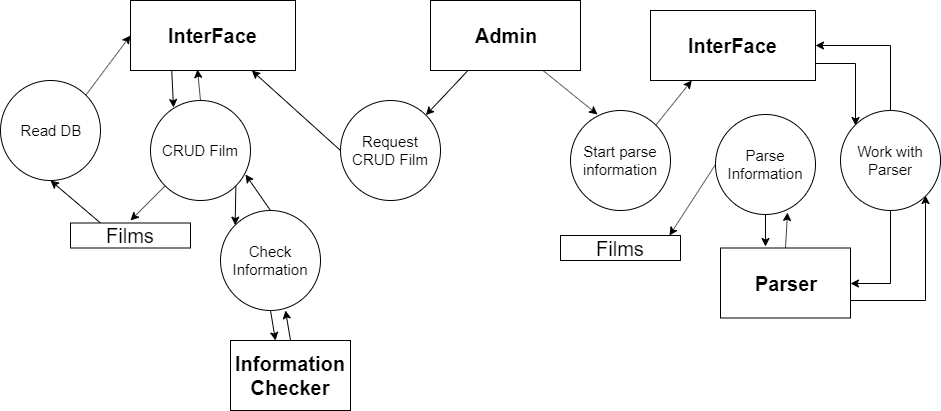 InterFace
Admin
InterFace
Read DB
CRUD Film
Request
CRUD Film
Start parse
information
Parse
Information
Work with
Parser
Films
Films
Check
Information
Parser
Information
Checker